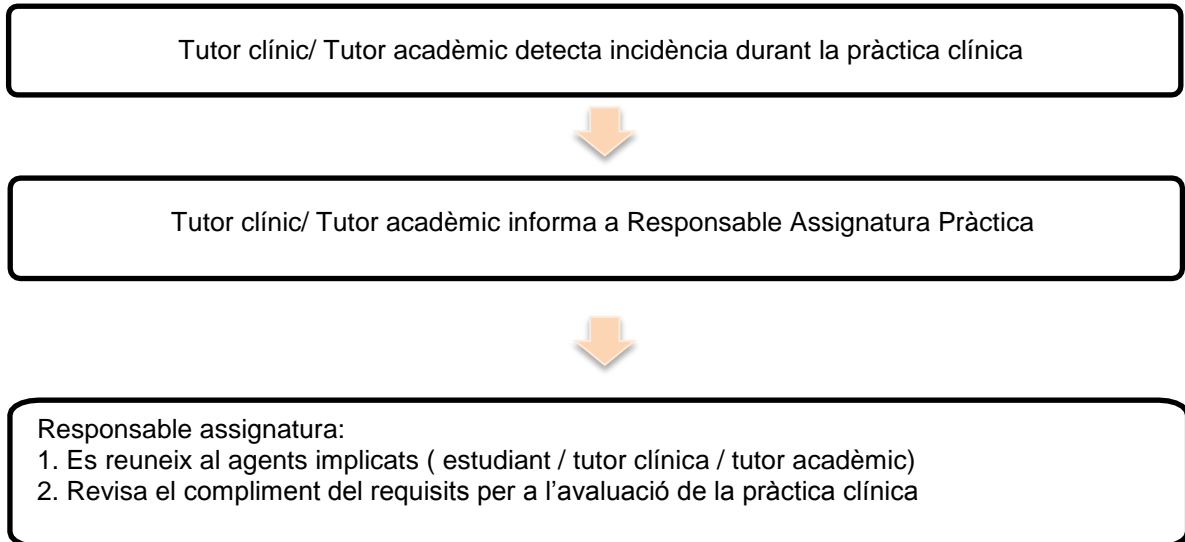 Tutor clínic/ Tutor acadèmic detecta incidència durant la pràctica clínica
Tutor clínic/ Tutor acadèmic informa a Responsable Assignatura Pràctica
Responsable assignatura:
1. Es reuneix al agents implicats ( estudiant / tutor clínica / tutor acadèmic)
2. Revisa el compliment del requisits per a l’avaluació de la pràctica clínica